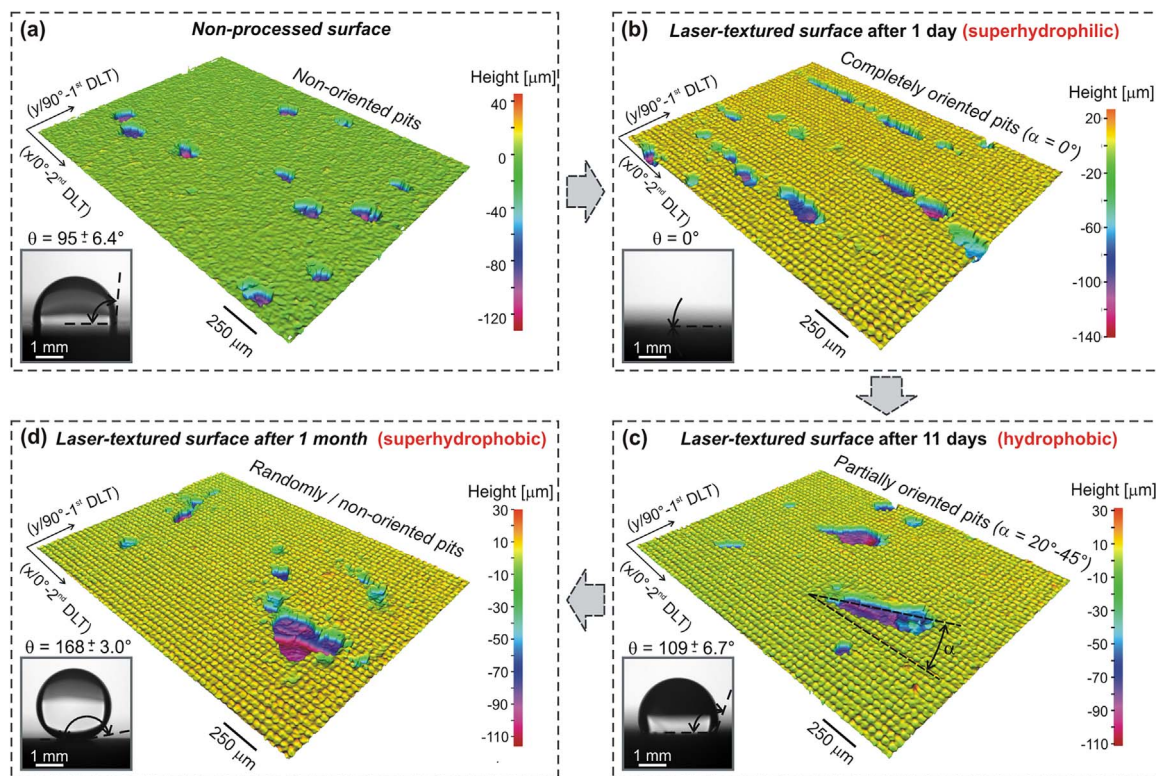 (a) Non-processed surface
(y/90°-1st DLT)
Non-oriented pits
Height [μm]
40
0
-40
-80
-120
(x/0°-2nd DLT)
θ = 95 ± 6.4°
1 mm
250 μm
(b) Laser-textured surface after 1 day (superhydrophilic)
(y/90°-1st DLT)
Completely oriented pits (α = 0°)
Height [μm]
20
-20
-60
-100
-140
(x/0°-2nd DLT)
θ = 0°
1 mm
250 μm
(d) Laser-textured surface after 1 month (superhydrophobic)
(y/90°-1st DLT)
Randomly / non-oriented pits
Height [μm]
30
10
-10
-30
-50
-70
-90
-110
(x/0°-2nd DLT)
θ = 168 ± 3.0°
1 mm
250 μm
(c) Laser-textured surface after 11 days (hydrophobic)
(y/90°-1st DLT)
Partially oriented pits (α = 20°-45°)
Height [μm]
30
10
-10
-30
-50
-70
-90
-110
(x/0°-2nd DLT)
α
θ = 109 ± 6.7°
1 mm
250 μm